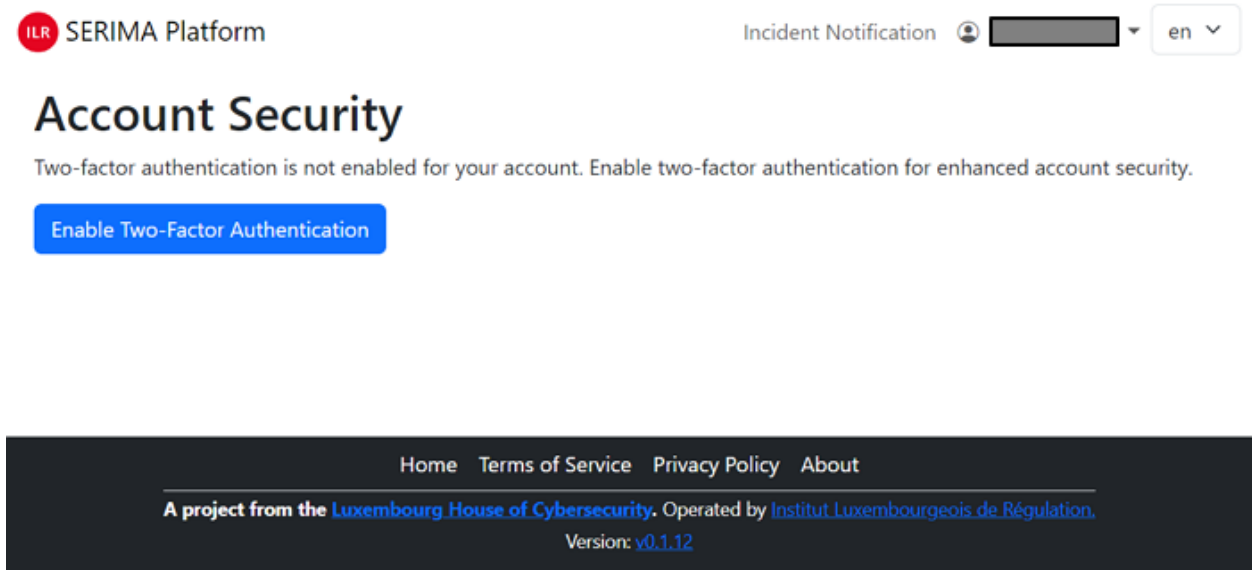 ILR SERIMA Platform Incident Notification en
Account Security
Two-factor authentication is not enabled for your account. Enable two-factor authentication for enhanced account security.
Enable Two-Factor Authentication
Home Terms of Service Privacy Policy About
A project from the Luxembourg House of Cybersecurity. Operated by Institut Luxembourgeois de Régulation.
Version: v0.1.12